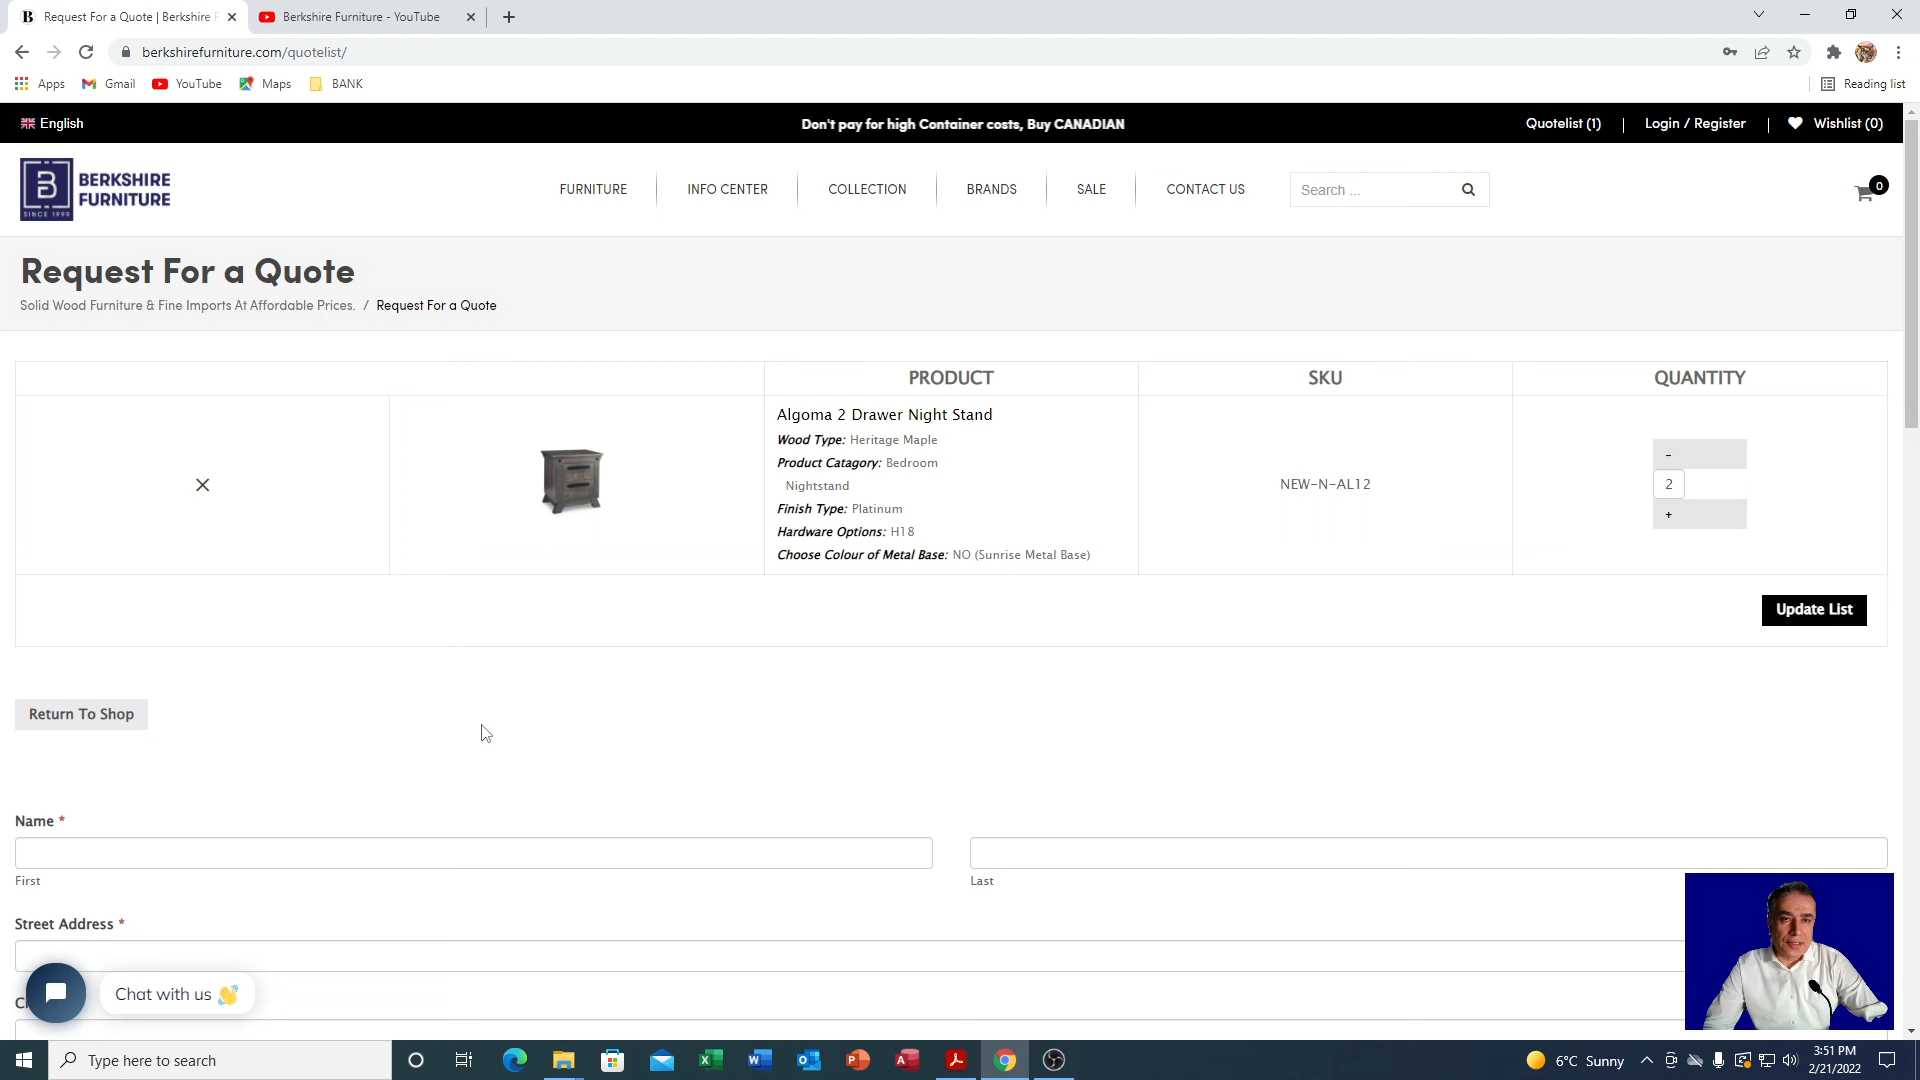 Request For a Quote | Berkshire F
Berkshire Furniture - YouTube
berkshirefurniture.com/quotelist/
Apps
Gmail
YouTube
Maps
BANK
Reading list
English
Don't pay for high Container costs, Buy CANADIAN
Quotelist (1)
Login / Register
Wishlist (0)
B
BERKSHIRE
FURNITURE
SINCE 1999
FURNITURE
INFO CENTER
COLLECTION
BRANDS
SALE
CONTACT US
Search ...
0
Request For a Quote
Solid Wood Furniture & Fine Imports At Affordable Prices. / Request For a Quote
PRODUCT
SKU
QUANTITY
Algoma 2 Drawer Night Stand
Wood Type: Heritage Maple
Product Catagory: Bedroom
Nightstand
Finish Type: Platinum
Hardware Options: H18
Choose Colour of Metal Base: NO (Sunrise Metal Base)
NEW-N-AL12
-
2
+
Update List
Return To Shop
Name *
First
Last
Street Address *
Chat with us 👋
Type here to search
6°C Sunny
3:51 PM
2/21/2022